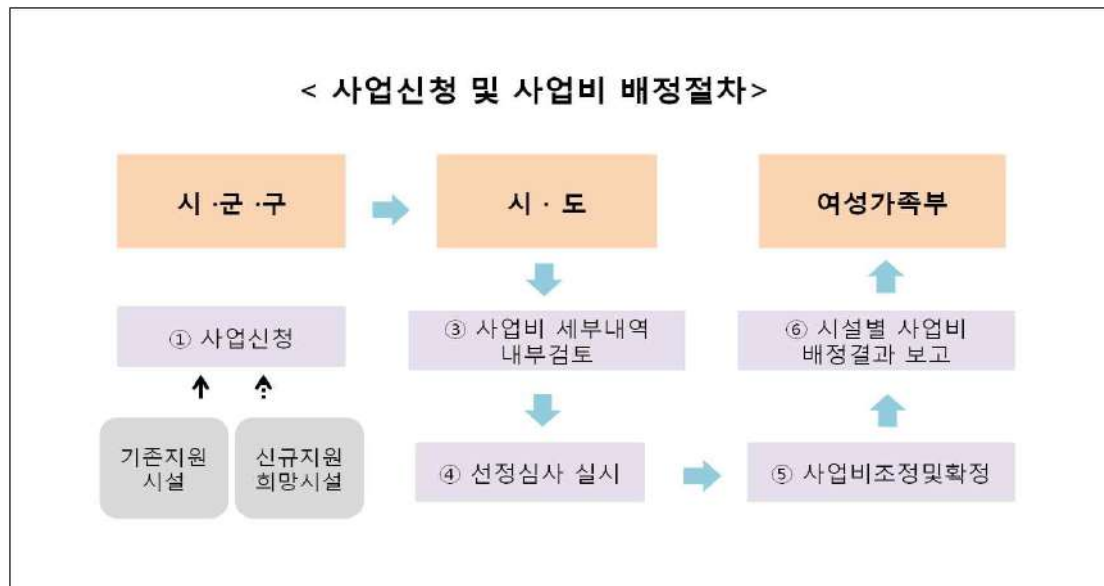 < 사업신청 및 사업비 배정절차>
시 ·군 ·구
시 · 도
여성가족부
① 사업신청
③ 사업비 세부내역
내부검토
⑥ 시설별 사업비
배정결과 보고
기존지원
시설
신규지원
희망시설
④ 선정심사 실시
⑤ 사업비조정및확정